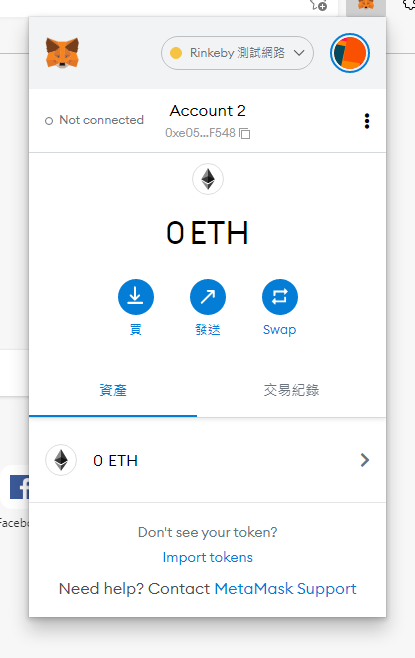 Rinkeby 測試網路
Not connected
Account 2
0xe05...F548
0 ETH
買
發送
Swap
資產
交易紀錄
0 ETH
Don't see your token?
Import tokens
Need help? Contact MetaMask Support